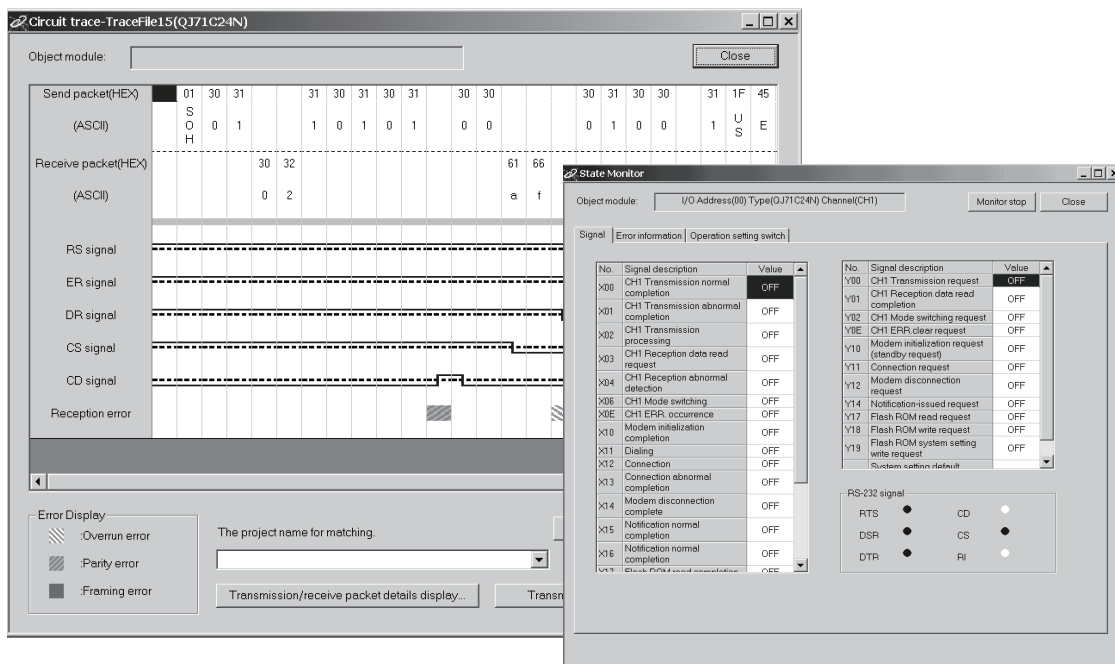 Circuit trace-TraceFile15(QJ71C24N)
Object module:
Close
Send packet(HEX) 01 30 31 31 30 31 30 31 30 30 30 31 30 30 31 1F 45
(ASCII) SOH 0 1 1 0 1 0 1 0 0 0 1 0 0 1 US E
Receive packet(HEX) 30 32 61 66
(ASCII) 0 2 a f
RS signal
ER signal
DR signal
CS signal
CD signal
Reception error
Error Display
:Overrun error
:Parity error
:Framing error
The project name for matching.
Transmission/receive packet details display...
State Monitor
Object module: I/O Address(00) Type(QJ71C24N) Channel(CH1)
Monitor stop
Close
Signal
Error information
Operation setting switch
No. Signal description Value
X00 CH1 Transmission normal completion OFF
X01 CH1 Transmission abnormal completion OFF
X02 CH1 Transmission processing OFF
X03 CH1 Reception data read request OFF
X04 CH1 Reception abnormal detection OFF
X06 CH1 Mode switching OFF
X0E CH1 ERR. occurrence OFF
X10 Modem initialization completion OFF
X11 Dialing OFF
X12 Connection OFF
X13 Connection abnormal completion OFF
X14 Modem disconnection complete OFF
X15 Notification normal completion OFF
X16 Notification normal completion OFF
X17 Flash ROM read completion OFF
No. Signal description Value
Y00 CH1 Transmission request OFF
Y01 CH1 Reception data read completion OFF
Y02 CH1 Mode switching request OFF
Y0E CH1 ERR.clear request OFF
Y10 Modem initialization request (standby request) OFF
Y11 Connection request OFF
Y12 Modem disconnection request OFF
Y14 Notification-issued request OFF
Y17 Flash ROM read request OFF
Y18 Flash ROM write request OFF
Y19 Flash ROM system setting write request OFF
System setting default
RS-232 signal
RTS CD
DSR CS
DTR RI